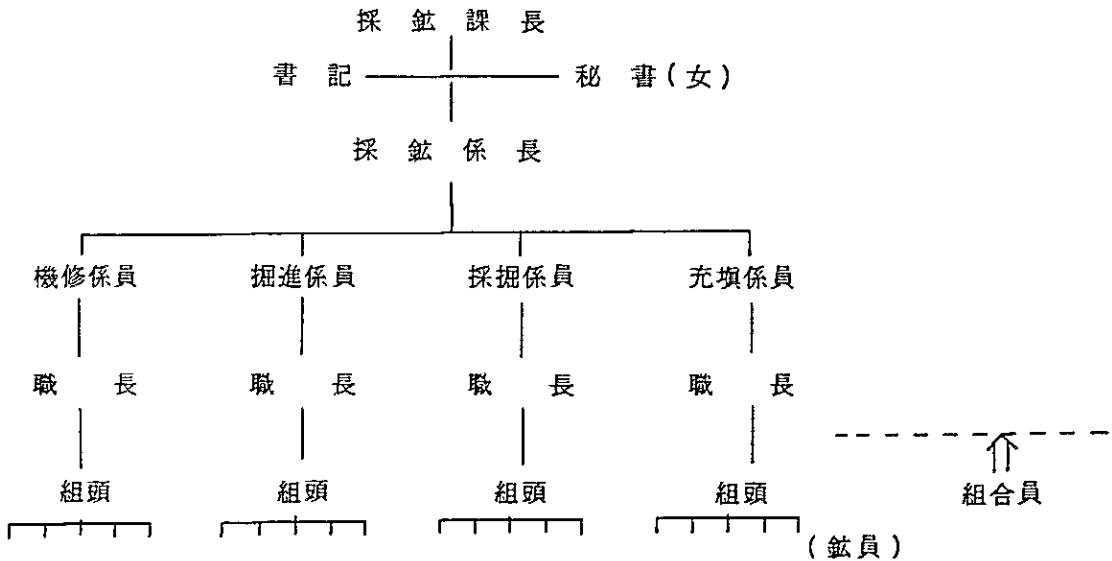 採鉱課長
書記 秘書(女)
採鉱係長
機修係員 掘進係員 採掘係員 充塡係員
職長 職長 職長 職長
組頭 組頭 組頭 組頭 組合員
(鉱員)